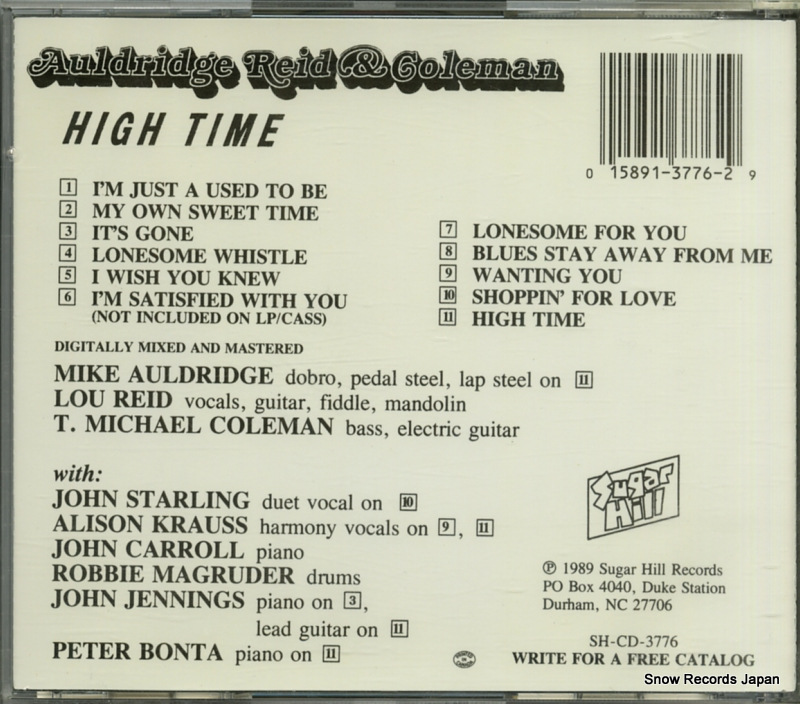 Auldridge Reid & Coleman
HIGH TIME
0 15891-3776-2 9
1 I'M JUST A USED TO BE
2 MY OWN SWEET TIME
3 IT'S GONE
4 LONESOME WHISTLE
5 I WISH YOU KNEW
6 I'M SATISFIED WITH YOU
(NOT INCLUDED ON LP/CASS)
7 LONESOME FOR YOU
8 BLUES STAY AWAY FROM ME
9 WANTING YOU
10 SHOPPIN' FOR LOVE
11 HIGH TIME
DIGITALLY MIXED AND MASTERED
MIKE AULDRIDGE dobro, pedal steel, lap steel on 11
LOU REID vocals, guitar, fiddle, mandolin
T. MICHAEL COLEMAN bass, electric guitar
with:
JOHN STARLING duet vocal on 10
ALISON KRAUSS harmony vocals on 9, 11
JOHN CARROLL piano
ROBBIE MAGRUDER drums
JOHN JENNINGS piano on 3,
lead guitar on 11
PETER BONTA piano on 11
Sugar
Hill
℗ 1989 Sugar Hill Records
PO Box 4040, Duke Station
Durham, NC 27706
SH-CD-3776
WRITE FOR A FREE CATALOG
Snow Records Japan